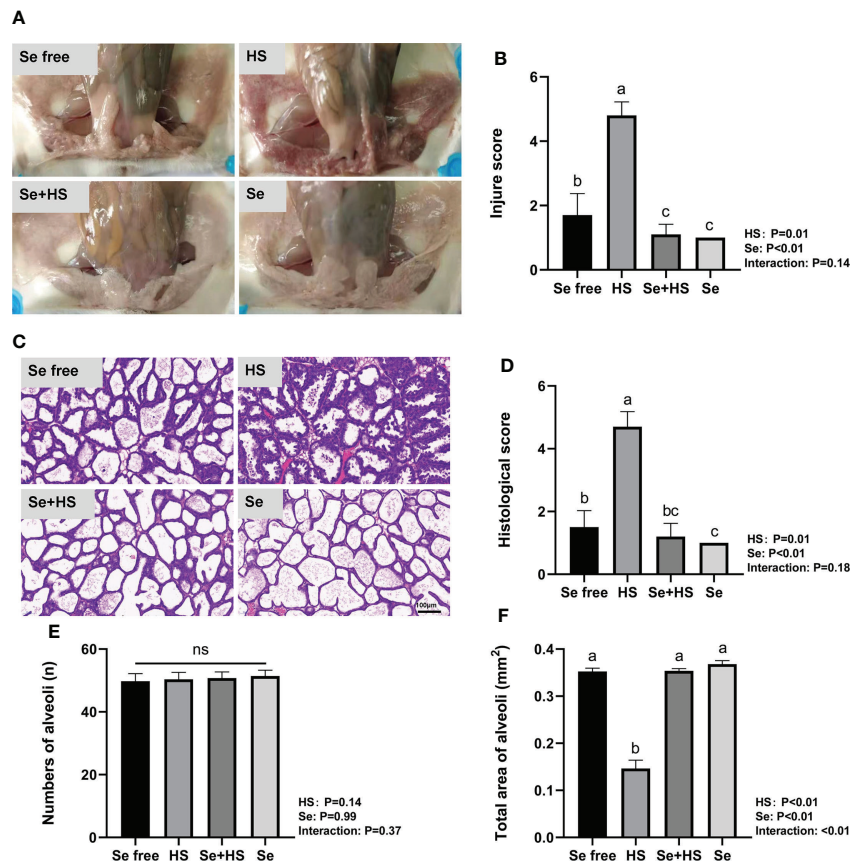 A
Se free
HS
Se+HS
Se
B
Injure score
6
4
2
0
b
a
c
c
Se free HS Se+HS Se
HS: P=0.01
Se: P<0.01
Interaction: P=0.14
C
Se free
HS
Se+HS
Se
100μm
D
Histological score
6
4
2
0
b
a
bc
c
Se free HS Se+HS Se
HS: P=0.01
Se: P<0.01
Interaction: P=0.18
E
Numbers of alveoli (n)
60
40
20
0
ns
Se free HS Se+HS Se
HS: P=0.14
Se: P=0.99
Interaction: P=0.37
F
Total area of alveoli (mm²)
0.4
0.3
0.2
0.1
0.0
a
b
a
a
Se free HS Se+HS Se
HS: P<0.01
Se: P<0.01
Interaction: <0.01